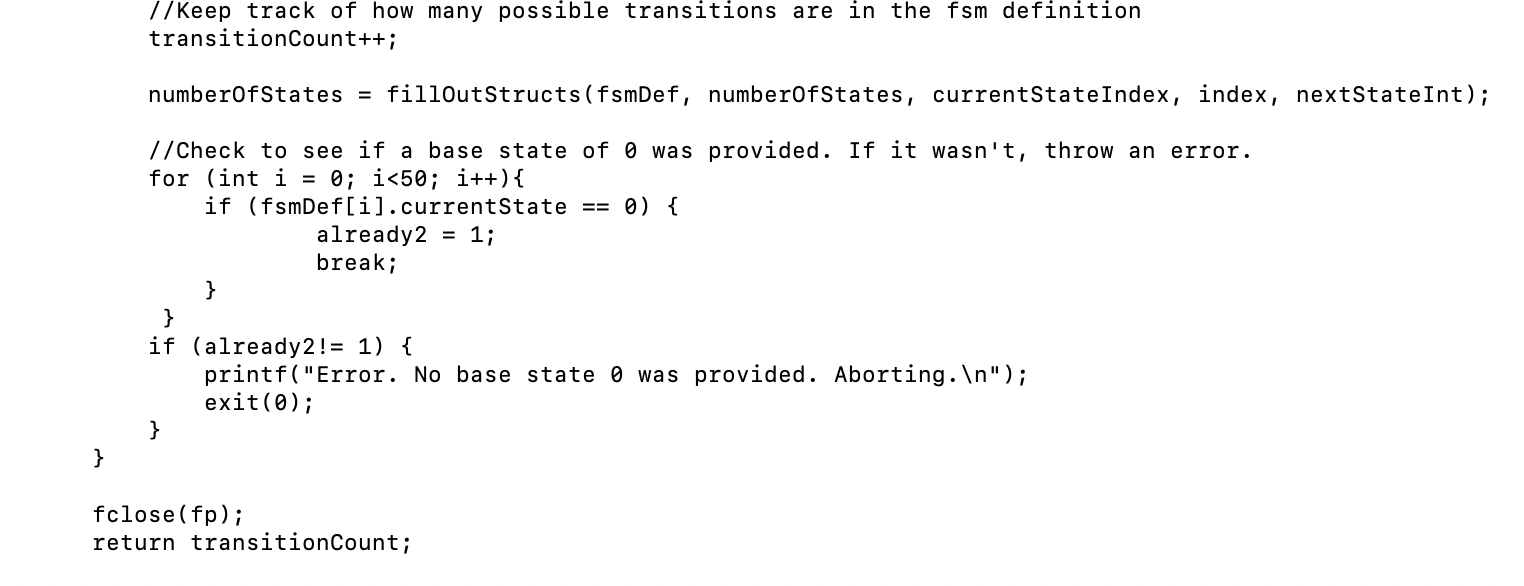 //Keep track of how many possible transitions are in the fsm definition
transitionCount++;
numberOfStates = fillOutStructs(fsmDef, numberOfStates, currentStateIndex, index, nextStateInt);
//Check to see if a base state of 0 was provided. If it wasn't, throw an error.
for (int i = 0; i<50; i++){
if (fsmDef[i].currentState == 0) {
already2 = 1;
break;
}
}
if (already2!= 1) {
printf("Error. No base state 0 was provided. Aborting.\n");
exit(0);
}
}
fclose(fp);
return transitionCount;